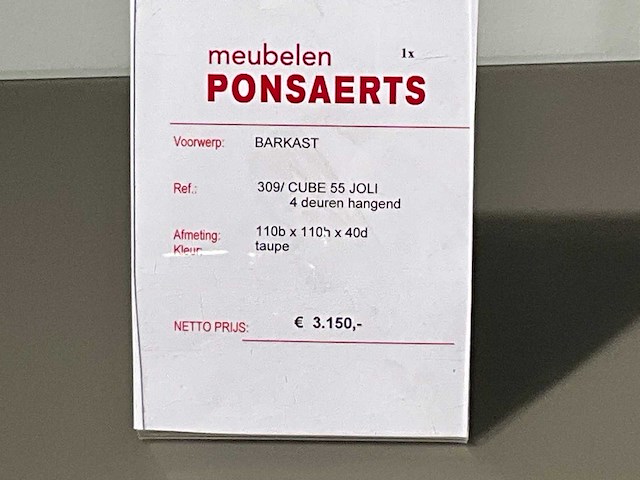 meubelen 1x
PONSAERTS
Voorwerp: BARKAST
Ref.: 309/ CUBE 55 JOLI
4 deuren hangend
Afmeting: 110b x 110h x 40d
Kleur: taupe
NETTO PRIJS: € 3.150,-